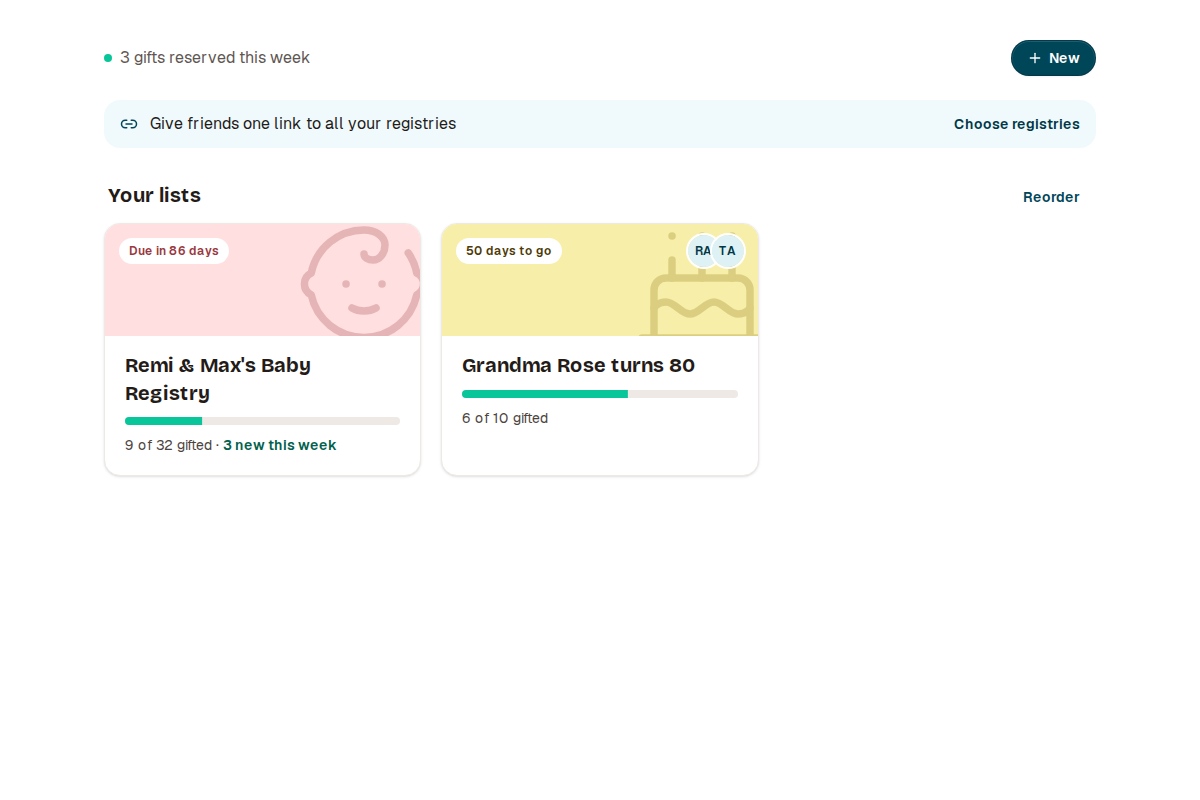 3 gifts reserved this week
New
Give friends one link to all your registries
Choose registries
Your lists
Reorder
Due in 86 days
50 days to go
RA
TA
Remi & Max's Baby
Registry
9 of 32 gifted · 3 new this week
Grandma Rose turns 80
6 of 10 gifted